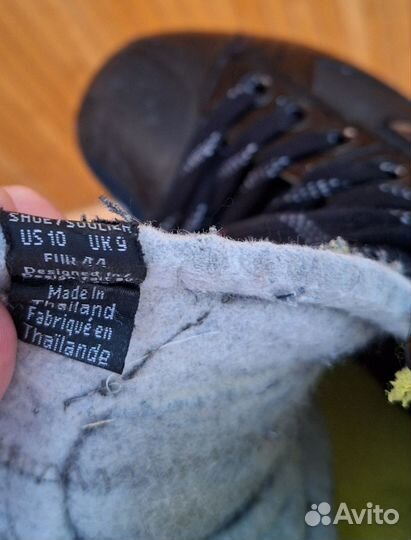 SHOE/SOULIER
US 10 UK 9
EUR 44
Made in
Thailand
Fabriqué en
Thaïlande
Avito